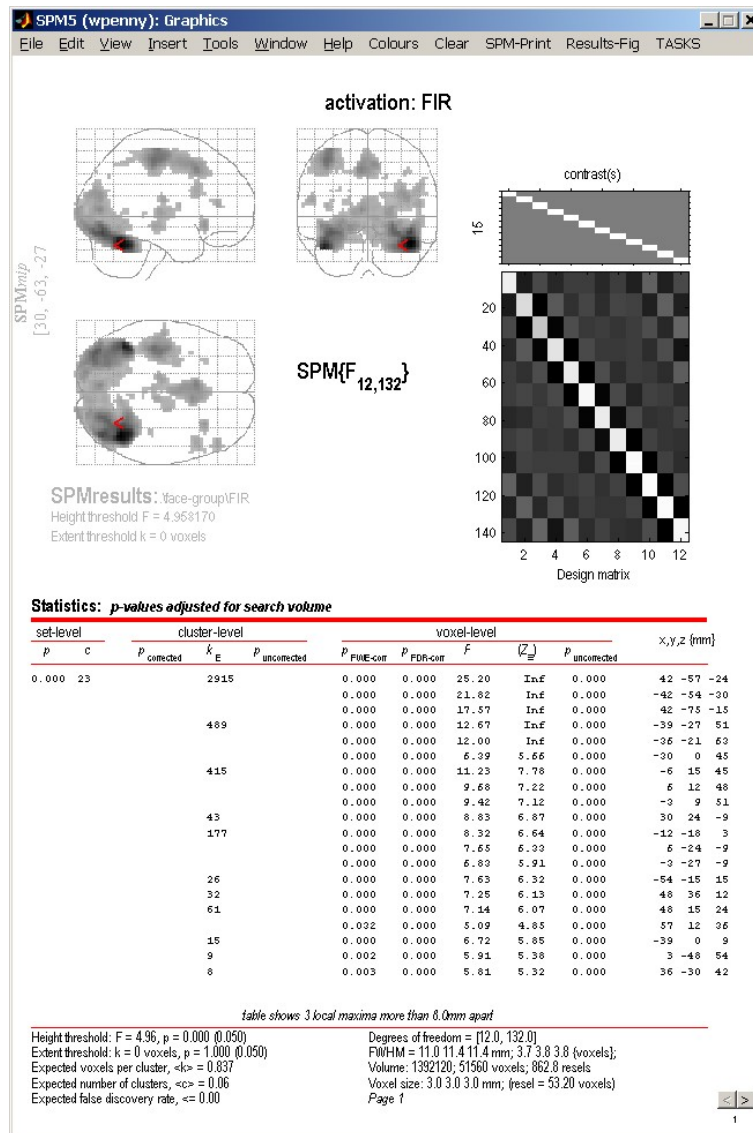 SPM5 (wpenny): Graphics
File Edit View Insert Tools Window Help Colours Clear SPM-Print Results-Fig TASKS
activation: FIR
SPMmip
[30, -63, -27]
contrast(s)
15
SPM{F12,132}
20
40
60
80
100
120
140
2 4 6 8 10 12
Design matrix
SPMresults: .\face-group\FIR
Height threshold F = 4.958170
Extent threshold k = 0 voxels
Statistics: p-values adjusted for search volume
set-level cluster-level voxel-level x,y,z {mm}
p c p corrected k E p uncorrected p FWE-corr p FDR-corr F (Z≡) p uncorrected
0.000 23 2915 0.000 0.000 25.20 Inf 0.000 42 -57 -24
0.000 0.000 21.82 Inf 0.000 -42 -54 -30
0.000 0.000 17.57 Inf 0.000 42 -75 -15
489 0.000 0.000 12.67 Inf 0.000 -39 -27 51
0.000 0.000 12.00 Inf 0.000 -36 -21 63
0.000 0.000 6.39 5.66 0.000 -30 0 45
415 0.000 0.000 11.23 7.78 0.000 -6 15 45
0.000 0.000 9.68 7.22 0.000 6 12 48
0.000 0.000 9.42 7.12 0.000 -3 9 51
43 0.000 0.000 8.83 6.87 0.000 30 24 -9
177 0.000 0.000 8.32 6.64 0.000 -12 -18 3
0.000 0.000 7.65 6.33 0.000 6 -24 -9
0.000 0.000 6.83 5.91 0.000 -3 -27 -9
26 0.000 0.000 7.63 6.32 0.000 -54 -15 15
32 0.000 0.000 7.25 6.13 0.000 48 36 12
61 0.000 0.000 7.14 6.07 0.000 48 15 24
0.032 0.000 5.09 4.85 0.000 57 12 36
15 0.000 0.000 6.72 5.85 0.000 -39 0 9
9 0.002 0.000 5.91 5.38 0.000 3 -48 54
8 0.003 0.000 5.81 5.32 0.000 36 -30 42
table shows 3 local maxima more than 8.0mm apart
Height threshold: F = 4.96, p = 0.000 (0.050)
Extent threshold: k = 0 voxels, p = 1.000 (0.050)
Expected voxels per cluster, <k> = 0.837
Expected number of clusters, <c> = 0.06
Expected false discovery rate, <= 0.00
Degrees of freedom = [12.0, 132.0]
FWHM = 11.0 11.4 11.4 mm; 3.7 3.8 3.8 {voxels};
Volume: 1392120; 51560 voxels; 862.8 resels
Voxel size: 3.0 3.0 3.0 mm; (resel = 53.20 voxels)
Page 1
< >
1